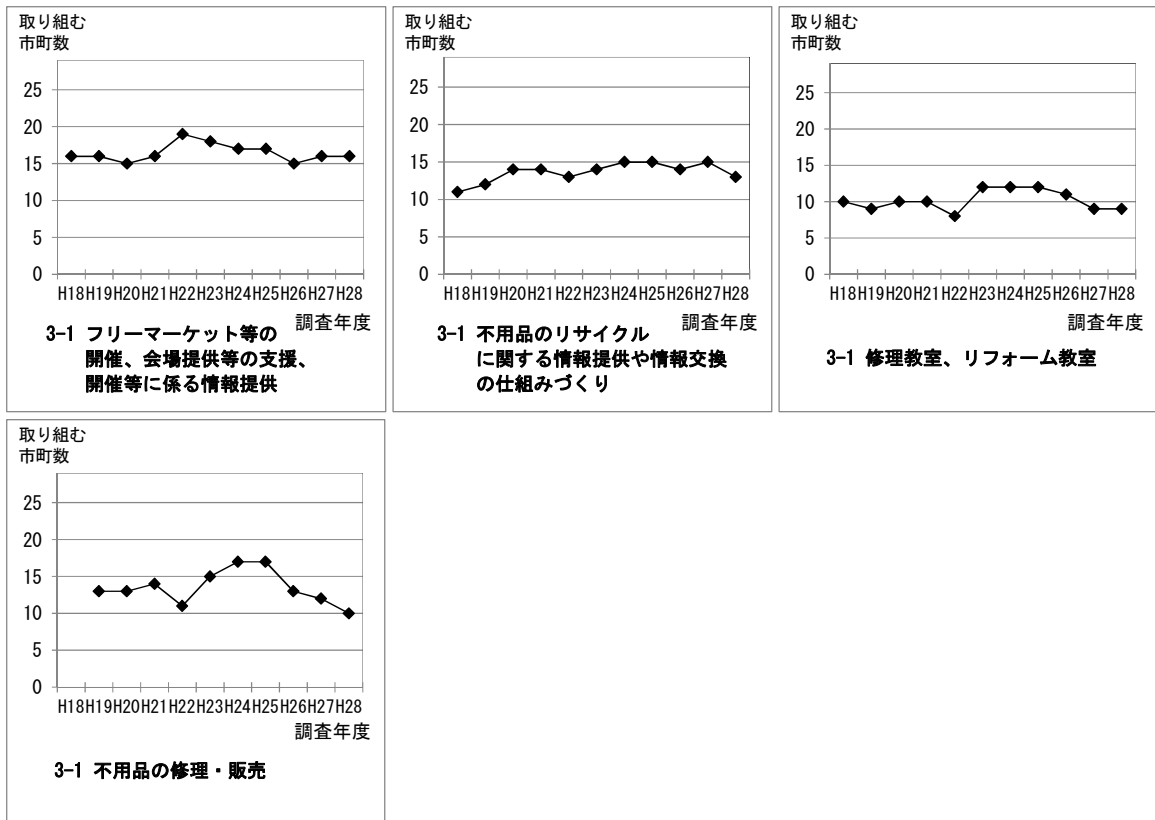 取り組む
市町数
25
20
15
10
5
0
H18H19H20H21H22H23H24H25H26H27H28
調査年度
3-1 フリーマーケット等の
開催、会場提供等の支援、
開催等に係る情報提供
取り組む
市町数
25
20
15
10
5
0
H18H19H20H21H22H23H24H25H26H27H28
調査年度
3-1 不用品のリサイクル
に関する情報提供や情報交換
の仕組みづくり
取り組む
市町数
25
20
15
10
5
0
H18H19H20H21H22H23H24H25H26H27H28
調査年度
3-1 修理教室、リフォーム教室
取り組む
市町数
25
20
15
10
5
0
H18H19H20H21H22H23H24H25H26H27H28
調査年度
3-1 不用品の修理・販売